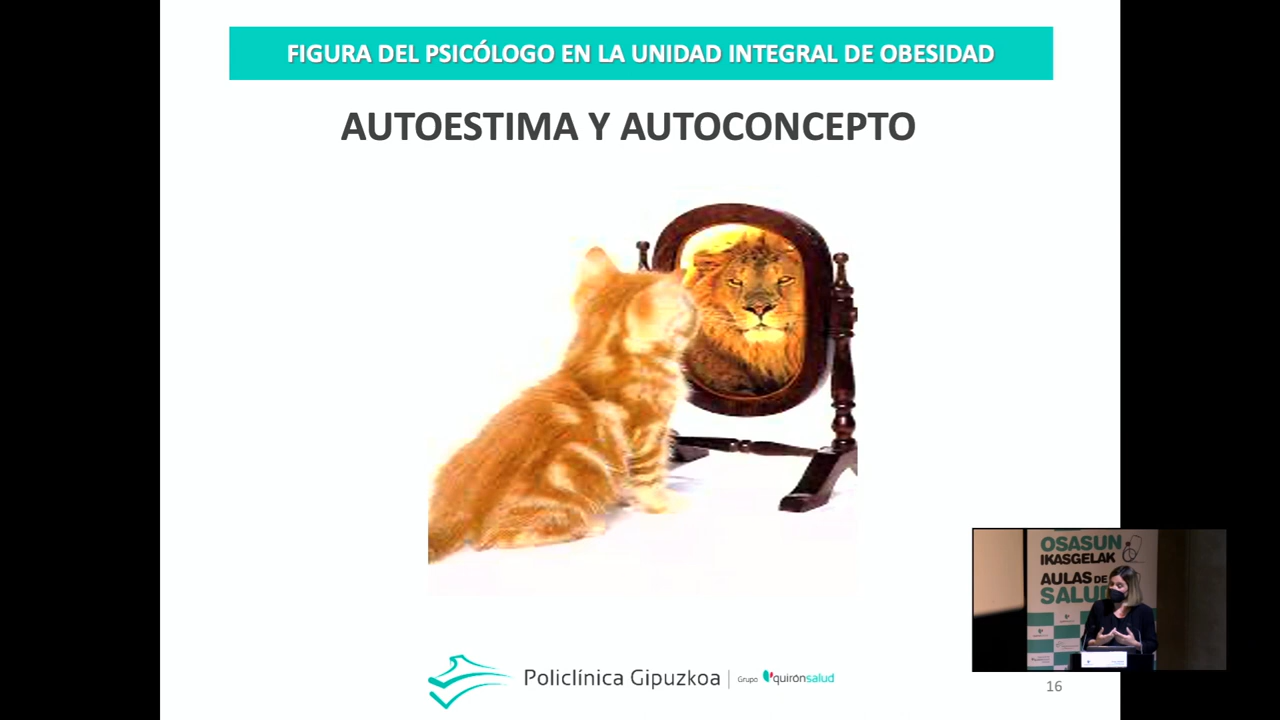 FIGURA DEL PSICÓLOGO EN LA UNIDAD INTEGRAL DE OBESIDAD
AUTOESTIMA Y AUTOCONCEPTO
OSASUN
IKASGELAK
AULAS DE
SALUD
Policlínica Gipuzkoa | Grupo quirónsalud
16